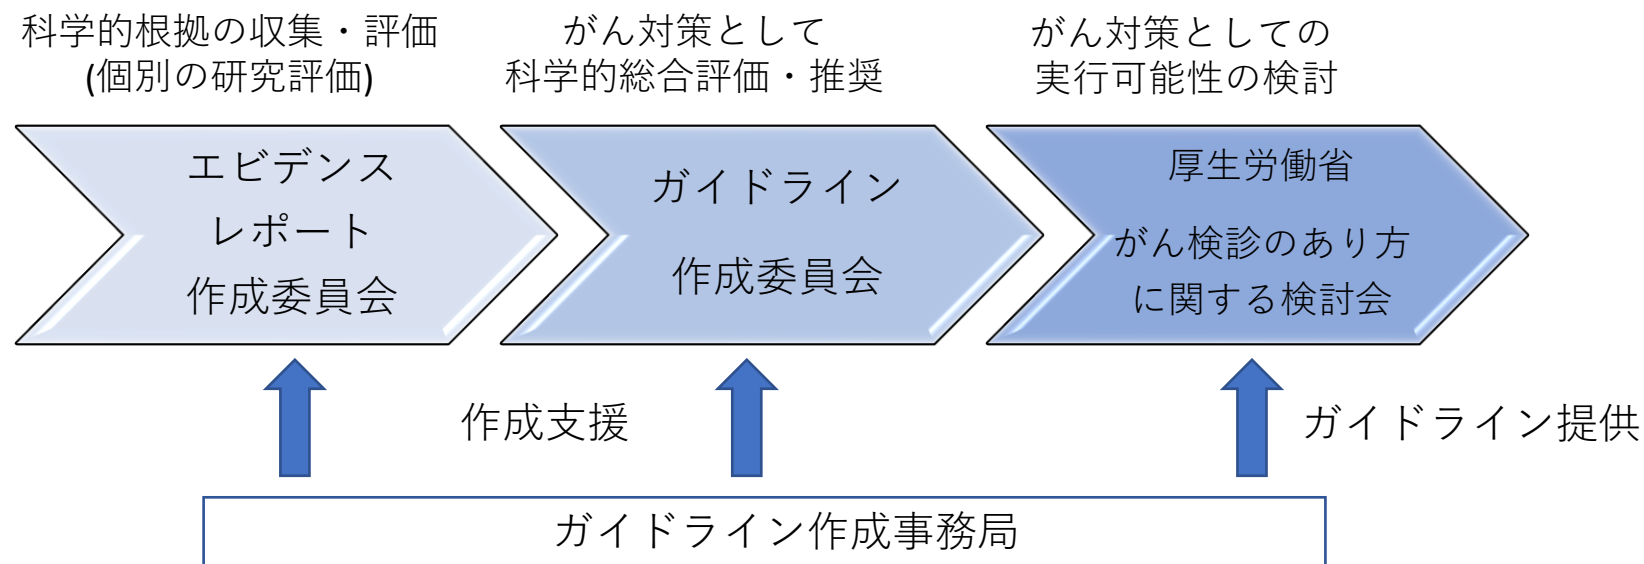 科学的根拠の収集・評価
(個別の研究評価)
がん対策として
科学的総合評価・推奨
がん対策としての
実行可能性の検討
エビデンス
レポート
作成委員会
ガイドライン
作成委員会
厚生労働省
がん検診のあり方
に関する検討会
作成支援
ガイドライン提供
ガイドライン作成事務局